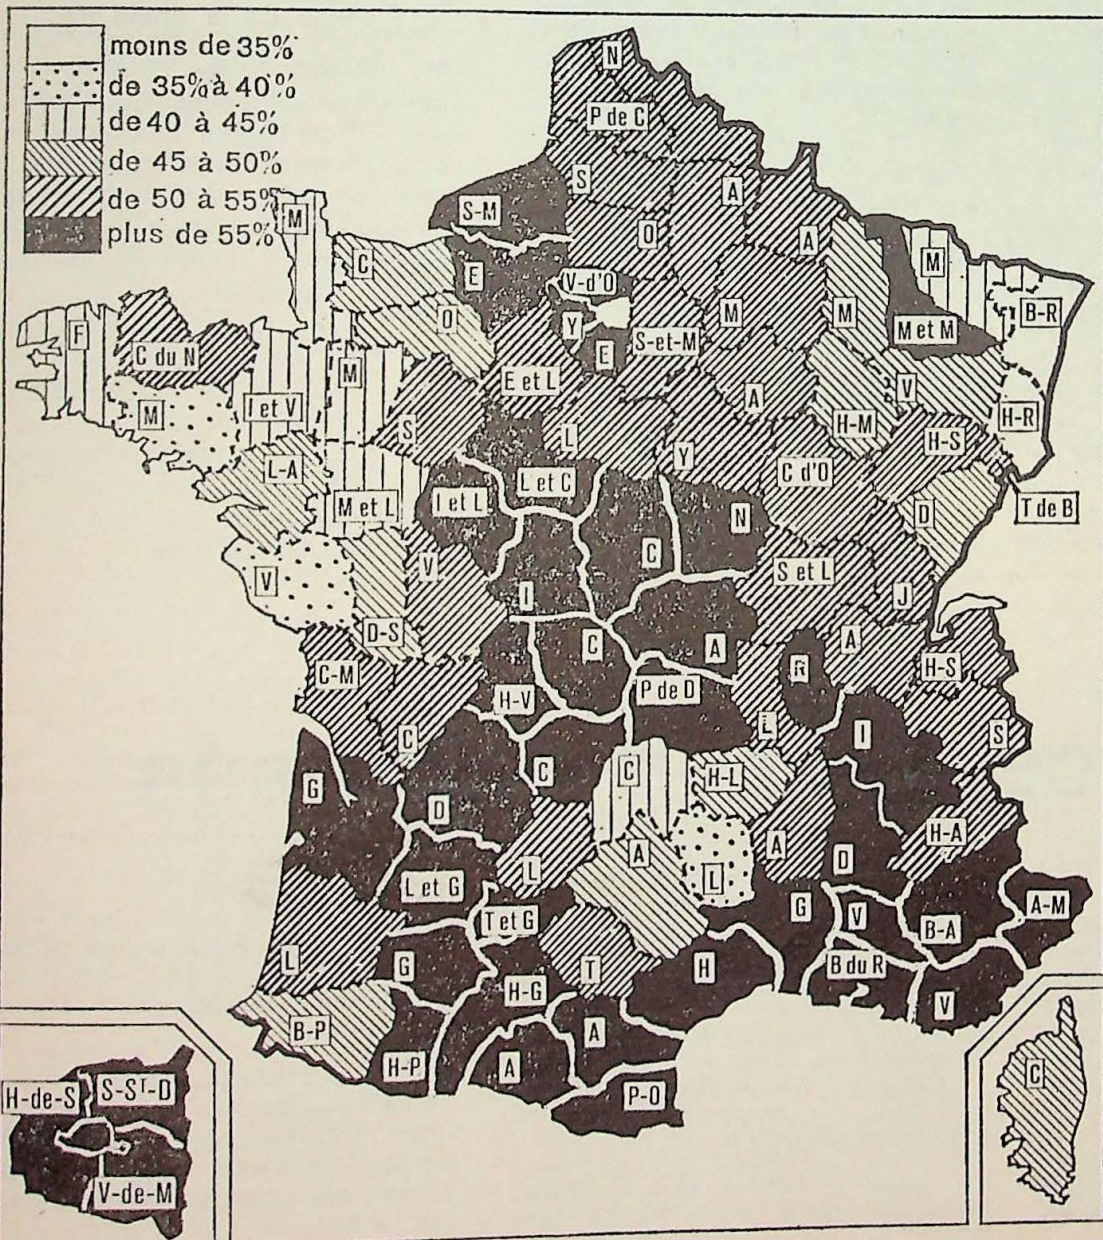 moins de 35%
de 35% à 40%
de 40 à 45%
de 45 à 50%
de 50 à 55%
plus de 55%
N
P de C
S
A
S-M
O
A
M
C
E
V-d'O
M
M
M
B-R
F
O
Y
E
S-et-M
M et M
C du N
M
E et L
V
M
I et V
A
H-M
H-R
S
L
Y
H-S
L-A
L et C
C d'O
M et L
I et L
N
D
T de B
V
V
C
S et L
I
J
D-S
C
A
A
R
H-S
C-M
P de D
H-V
L
I
S
C
G
C
C
H-L
D
H-A
A
A
D
L
L
L et G
G
V
A-M
T et G
B-A
L
G
T
H
B du R
H-G
V
B-P
A
H-P
A
P-O
H-de-S
S-ST-D
V-de-M
C